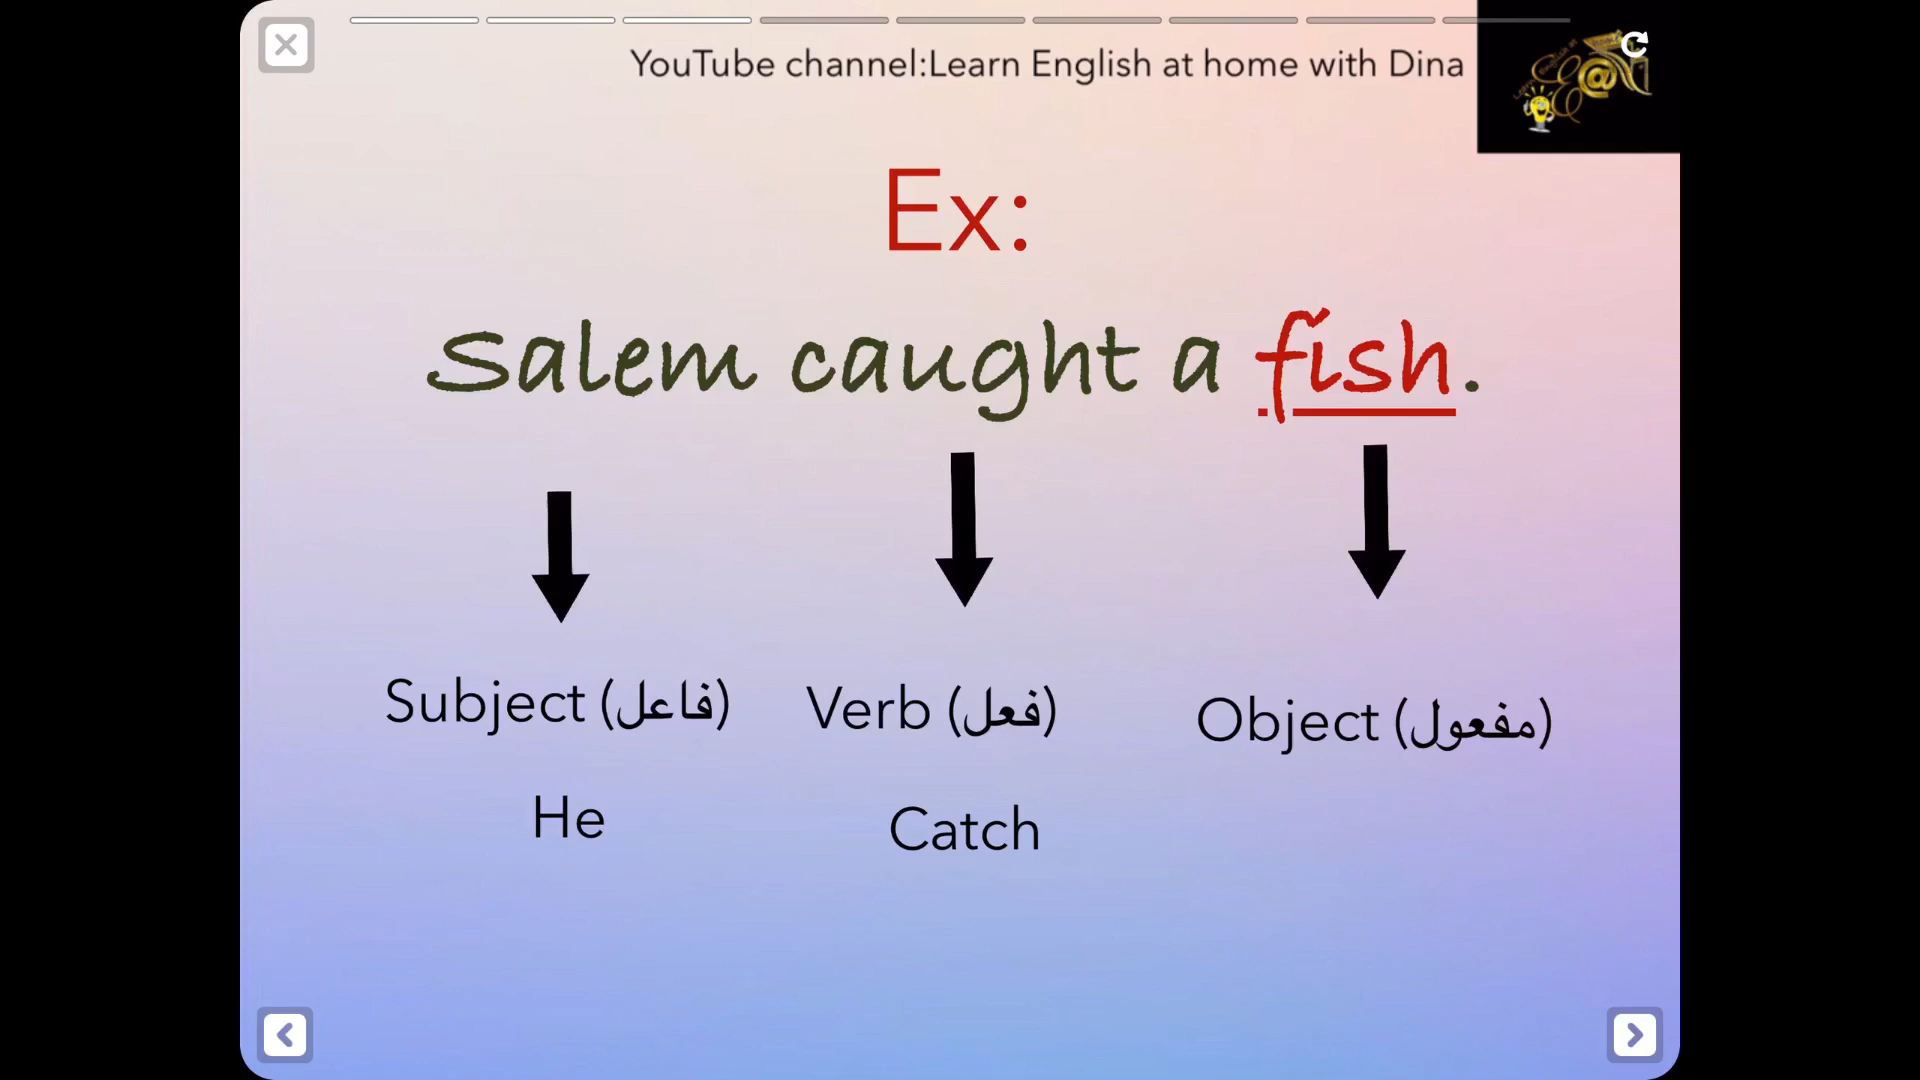 YouTube channel:Learn English at home with Dina
Ex:
Salem caught a fish.
Subject (فاعل) Verb (فعل) Object (مفعول)
He Catch